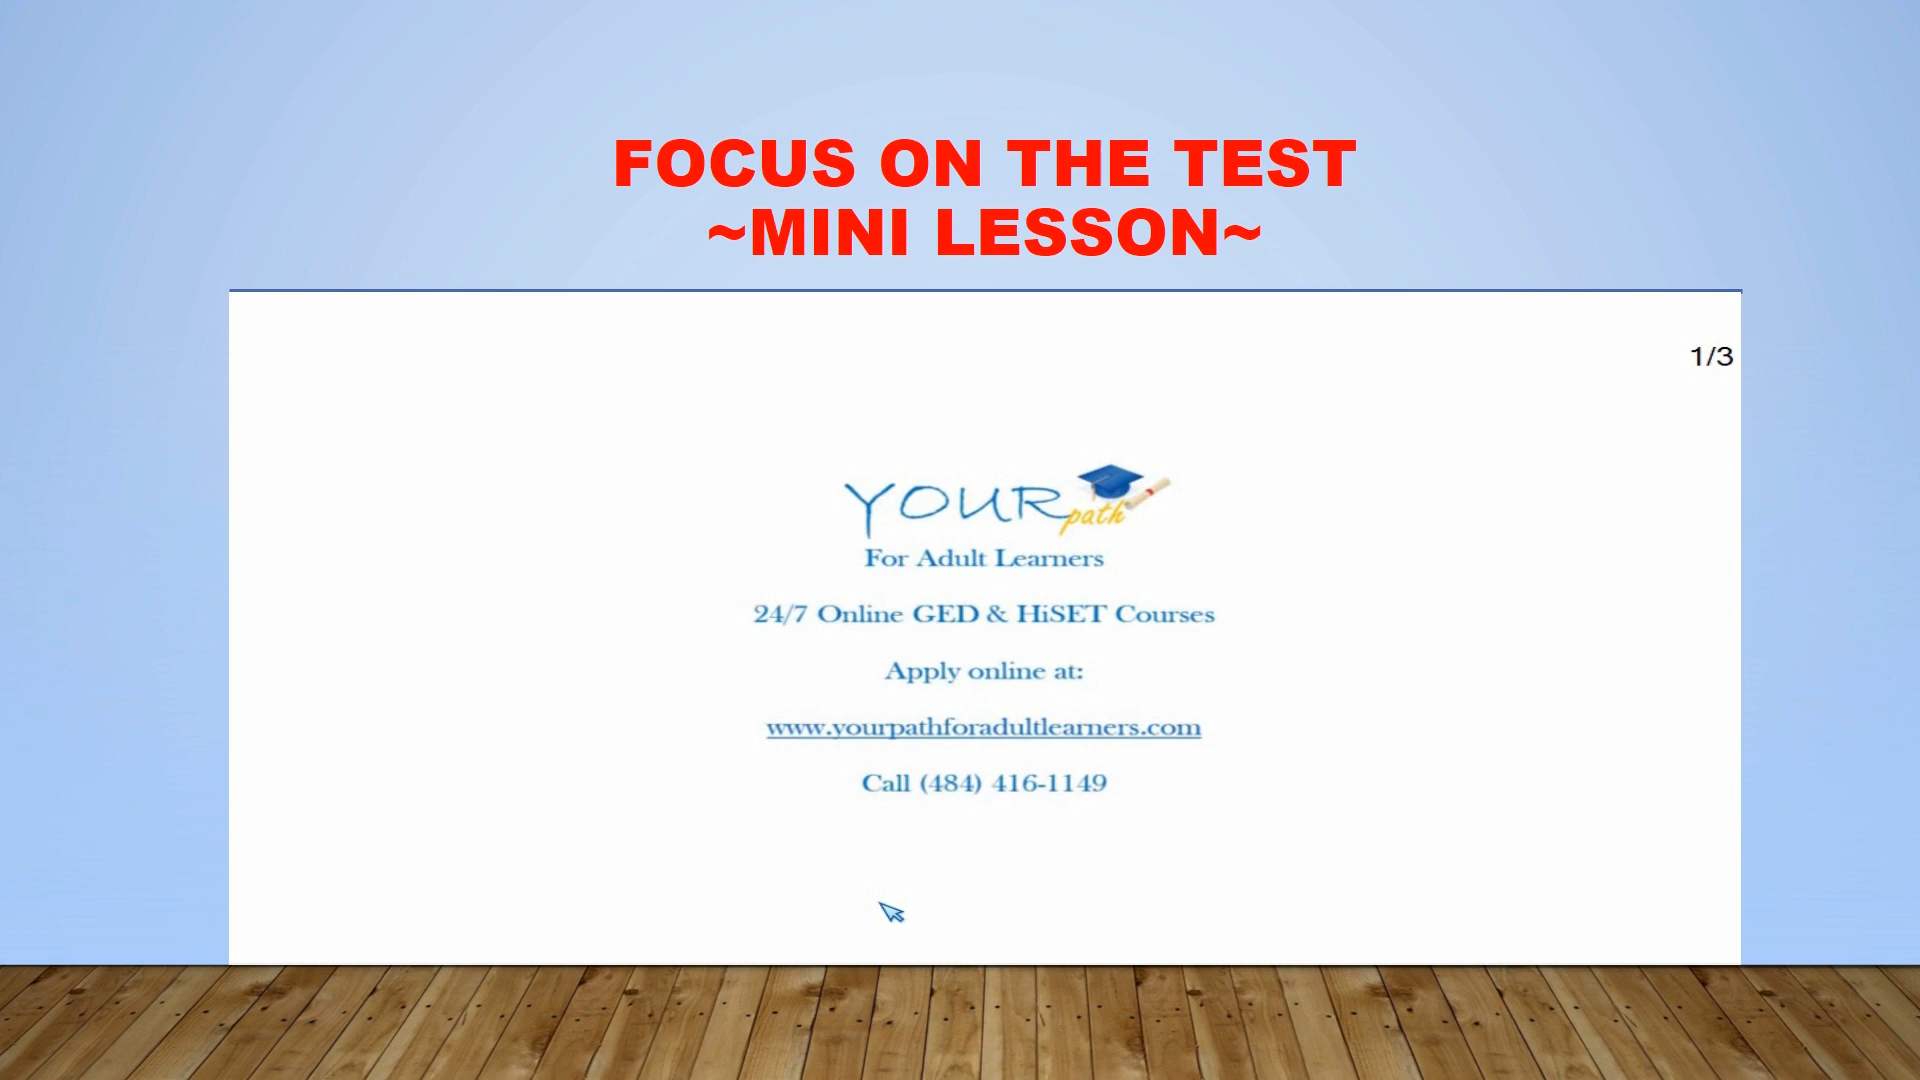 FOCUS ON THE TEST
~MINI LESSON~
1/3
YOUR path
For Adult Learners
24/7 Online GED & HiSET Courses
Apply online at:
www.yourpathforadultlearners.com
Call (484) 416-1149